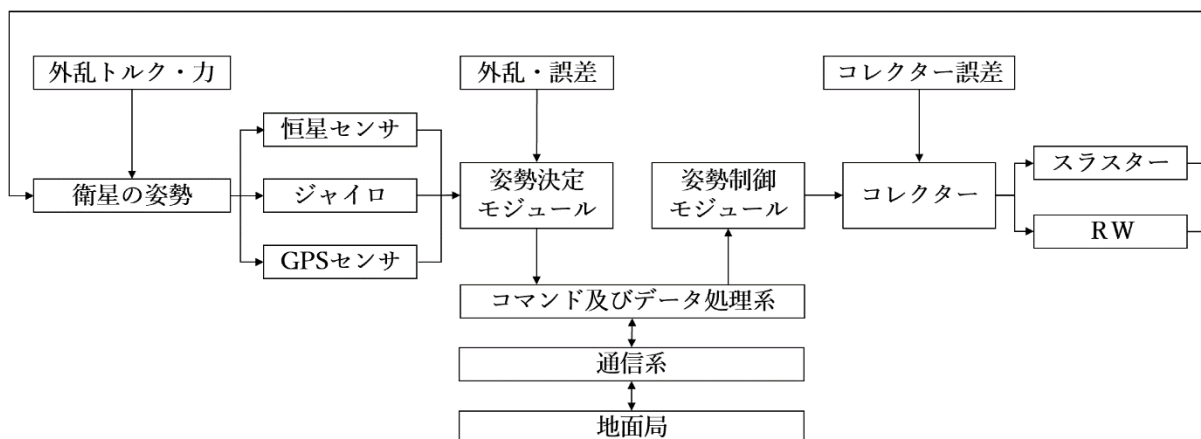 外乱トルク・力
外乱・誤差
コレクター誤差
恒星センサ
スラスター
衛星の姿勢
ジャイロ
姿勢決定
モジュール
姿勢制御
モジュール
コレクター
GPSセンサ
RW
コマンド及びデータ処理系
通信系
地面局